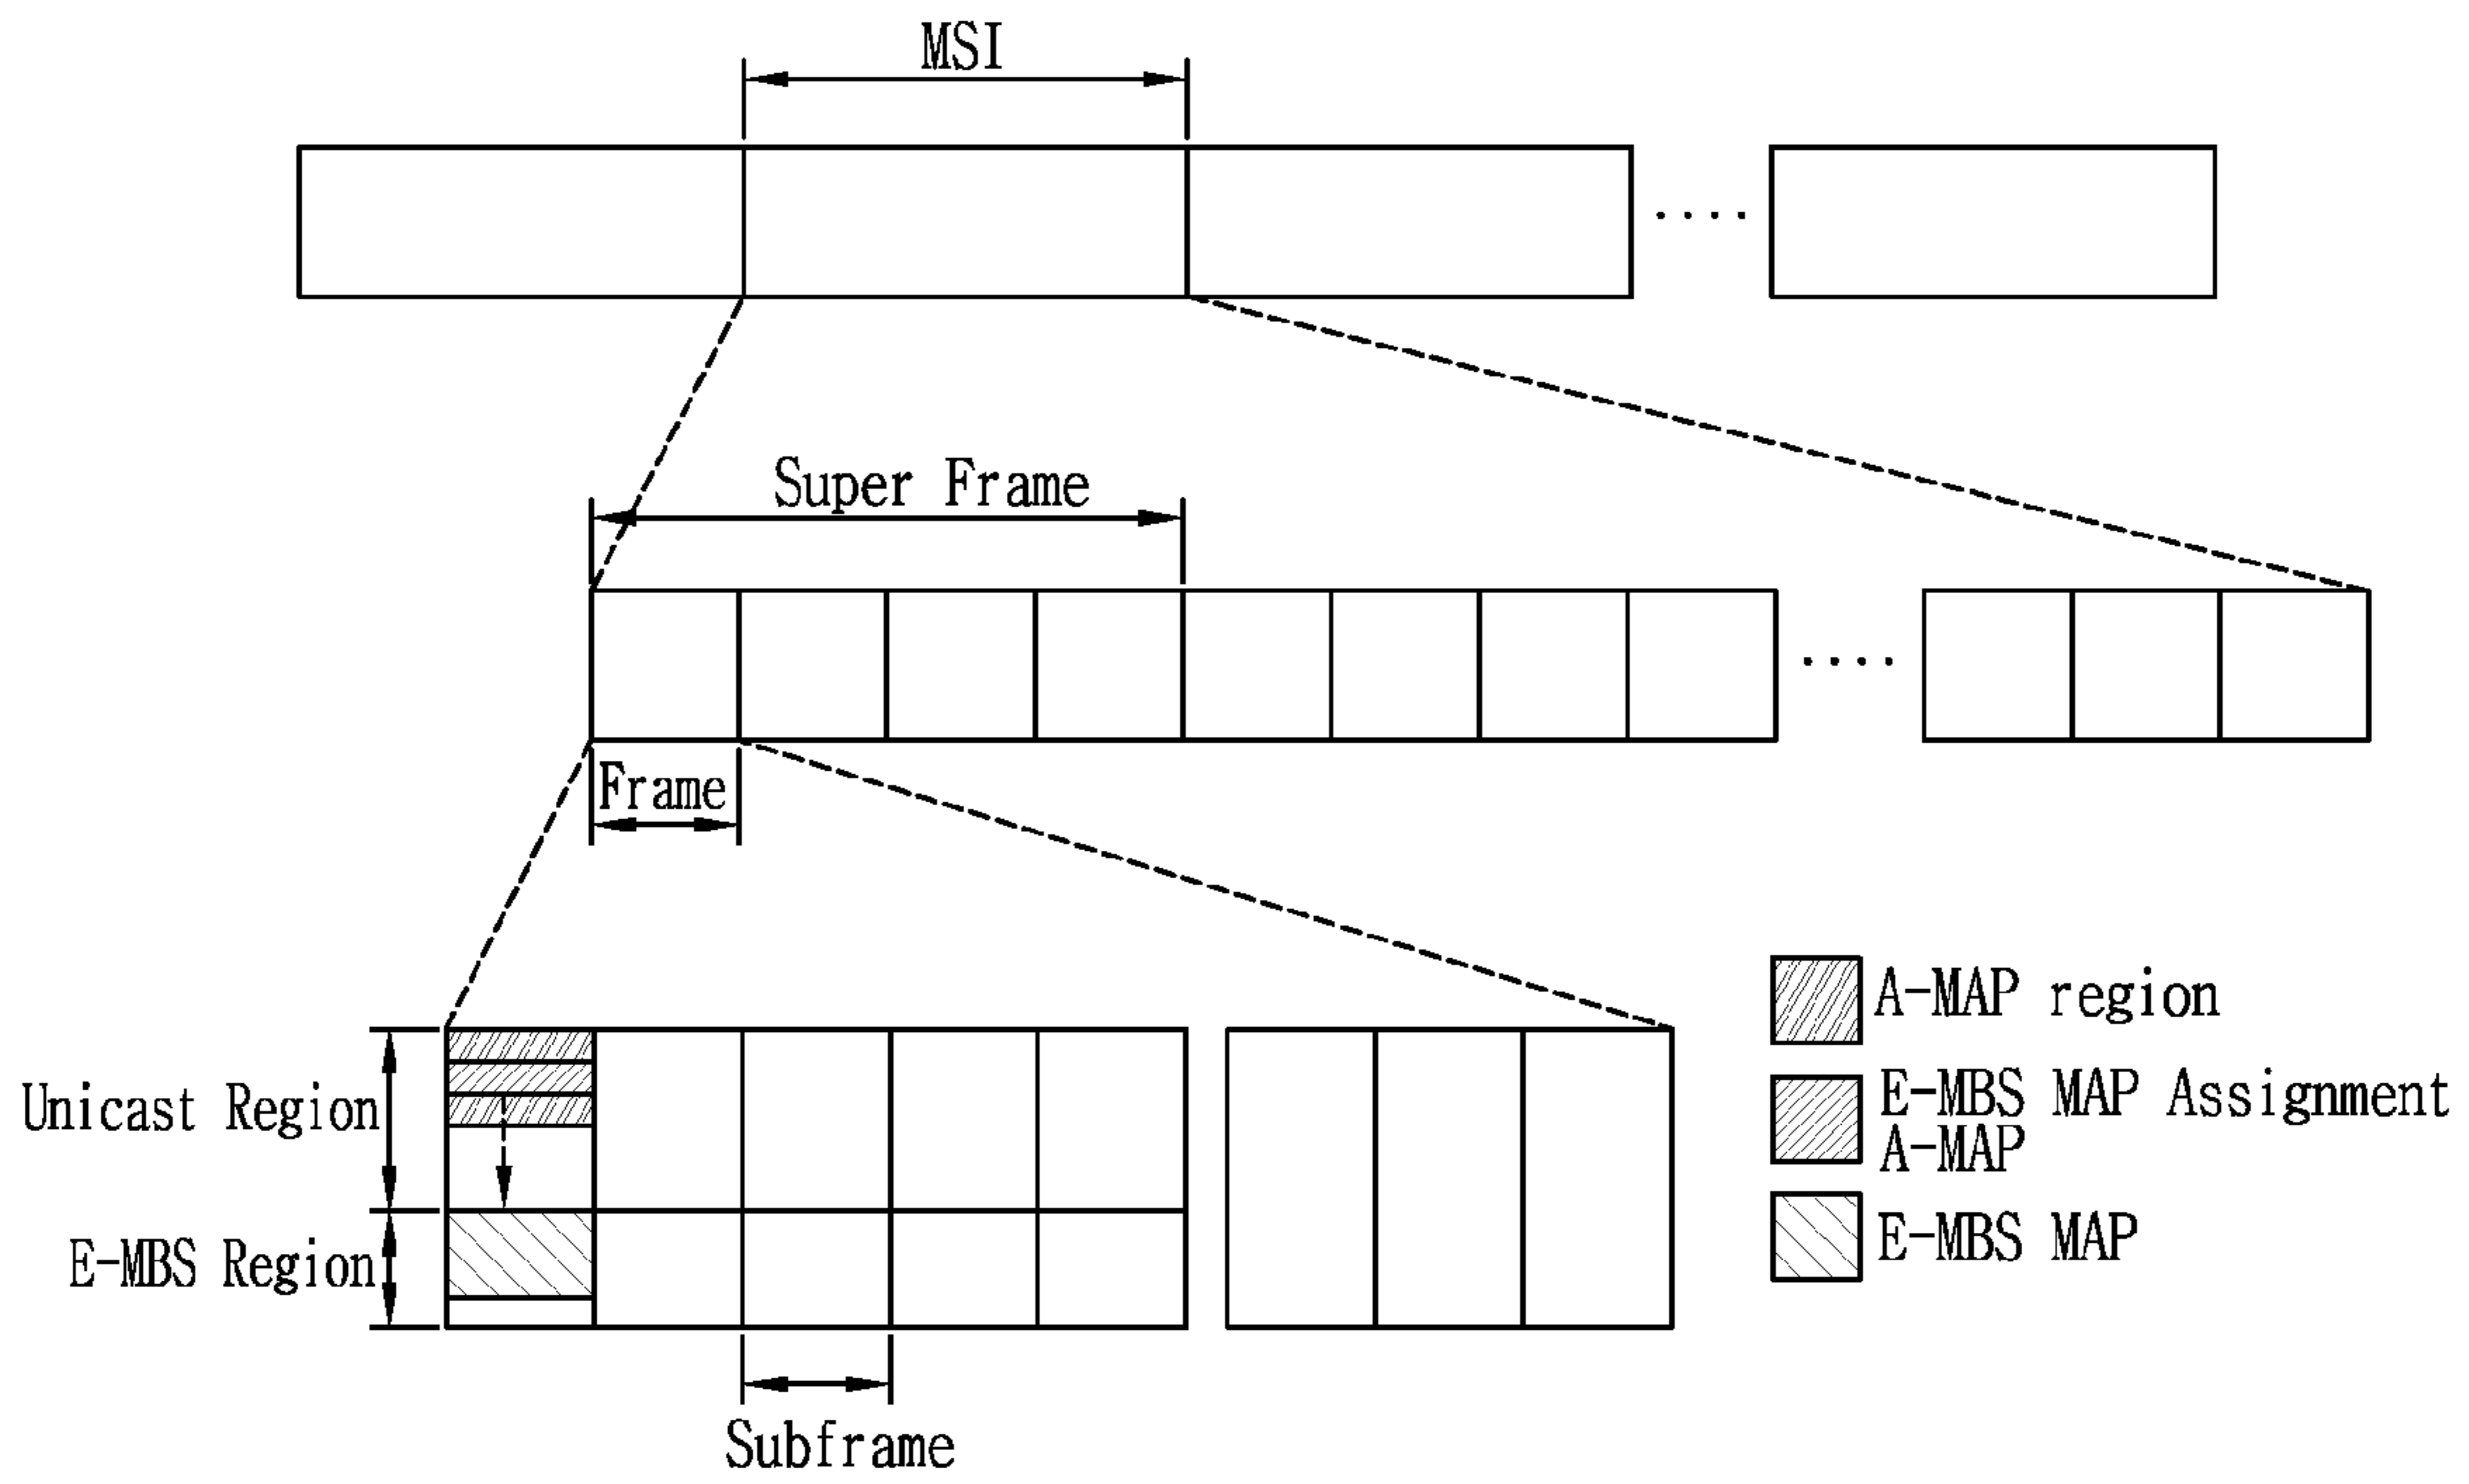 MSI
Super Frame
Frame
Unicast Region
E-MBS Region
Subframe
A-MAP region
E-MBS MAP Assignment
A-MAP
E-MBS MAP